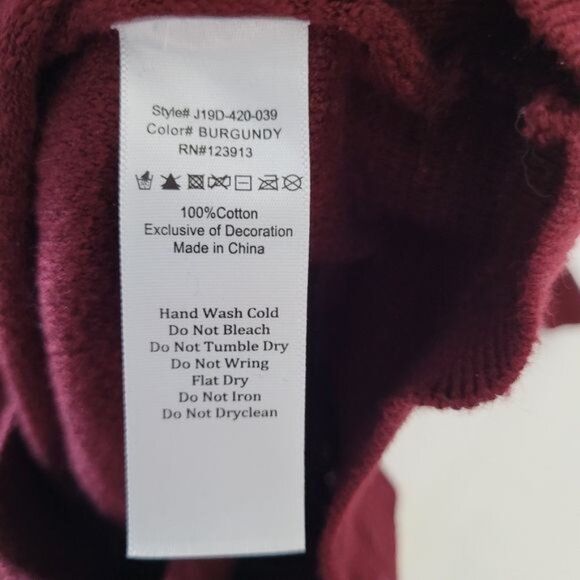 Style# J19D-420-039
Color# BURGUNDY
RN#123913
100%Cotton
Exclusive of Decoration
Made in China
Hand Wash Cold
Do Not Bleach
Do Not Tumble Dry
Do Not Wring
Flat Dry
Do Not Iron
Do Not Dryclean